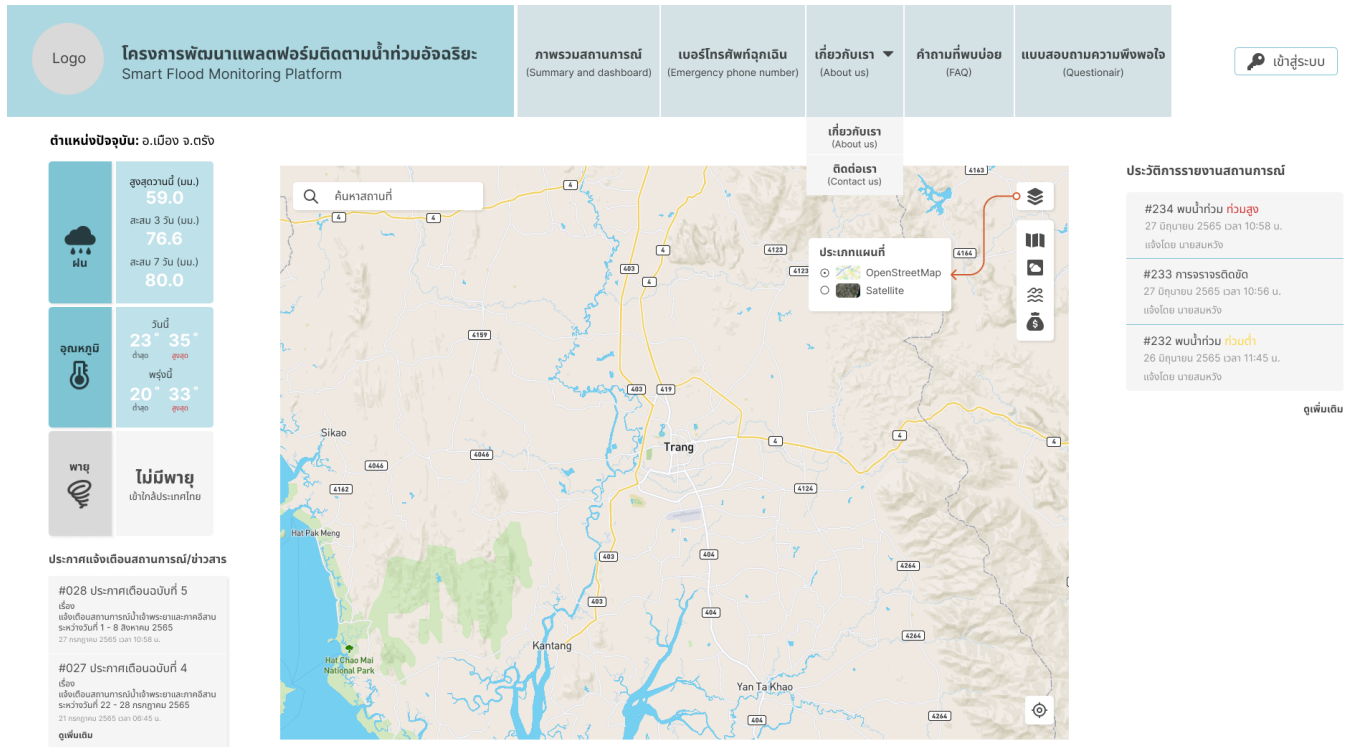 Logo
โครงการพัฒนาแพลตฟอร์มติดตามน้ำท่วมอัจฉริยะ
Smart Flood Monitoring Platform
ภาพรวมสถานการณ์
(Summary and dashboard)
เบอร์โทรศัพท์ฉุกเฉิน
(Emergency phone number)
เกี่ยวกับเรา
(About us)
คำถามที่พบบ่อย
(FAQ)
แบบสอบถามความพึงพอใจ
(Questionair)
เข้าสู่ระบบ
เกี่ยวกับเรา
(About us)
ติดต่อเรา
(Contact us)
ตำแหน่งปัจจุบัน: อ.เมือง จ.ตรัง
ฝน
สูงสุดวานนี้ (มม.)
59.0
สะสม 3 วัน (มม.)
76.6
สะสม 7 วัน (มม.)
80.0
อุณหภูมิ
วันนี้
23° 35°
ต่ำสุด สูงสุด
พรุ่งนี้
20° 33°
ต่ำสุด สูงสุด
พายุ
ไม่มีพายุ
เข้าใกล้ประเทศไทย
ประกาศแจ้งเตือนสถานการณ์/ข่าวสาร
#028 ประกาศเตือนฉบับที่ 5
เรื่อง
แจ้งเตือนสถานการณ์น้ำเจ้าพระยาและภาคอีสาน
ระหว่างวันที่ 1 - 8 สิงหาคม 2565
27 กรกฎาคม 2565 เวลา 10:58 น.
#027 ประกาศเตือนฉบับที่ 4
เรื่อง
แจ้งเตือนสถานการณ์น้ำเจ้าพระยาและภาคอีสาน
ระหว่างวันที่ 22 - 28 กรกฎาคม 2565
21 กรกฎาคม 2565 เวลา 06:45 น.
ดูเพิ่มเติม
ค้นหาสถานที่
4
4163
4
4
4
4123
4164
403
4123
4
ประเภทแผนที่
OpenStreetMap
Satellite
4159
403
419
Sikao
4
4
4
Trang
4046
4046
4162
4124
Hat Pak Meng
403
404
4264
403
404
4264
Kantang
Hat Chao Mai
National Park
Yan Ta Khao
404
4264
ประวัติการรายงานสถานการณ์
#234 พบน้ำท่วม ท่วมสูง
27 มิถุนายน 2565 เวลา 10:58 น.
แจ้งโดย นายสมหวัง
#233 การจราจรติดขัด
27 มิถุนายน 2565 เวลา 10:56 น.
แจ้งโดย นายสมหวัง
#232 พบน้ำท่วม ท่วมต่ำ
26 มิถุนายน 2565 เวลา 11:45 น.
แจ้งโดย นายสมหวัง
ดูเพิ่มเติม